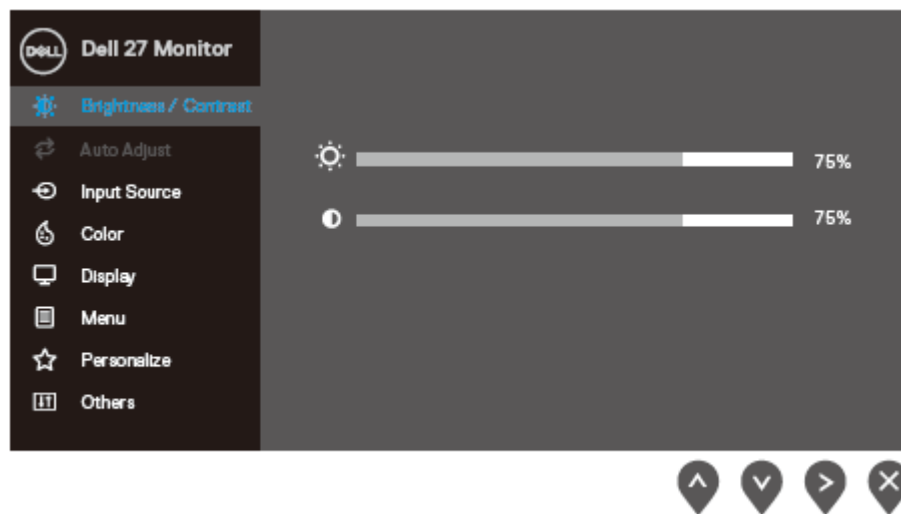 DELL Dell 27 Monitor
Brightness / Contrast
Auto Adjust
75%
Input Source
75%
Color
Display
Menu
Personalize
Others